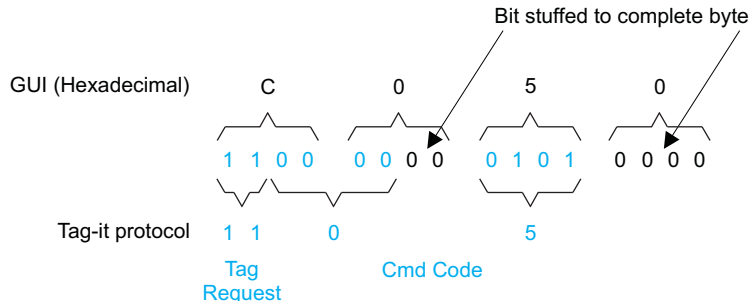 Bit stuffed to complete byte
GUI (Hexadecimal) C 0 5 0
1 1 0 0 0 0 0 0 0 1 0 1 0 0 0 0
Tag-it protocol 1 1 0 5
Tag Cmd Code
Request